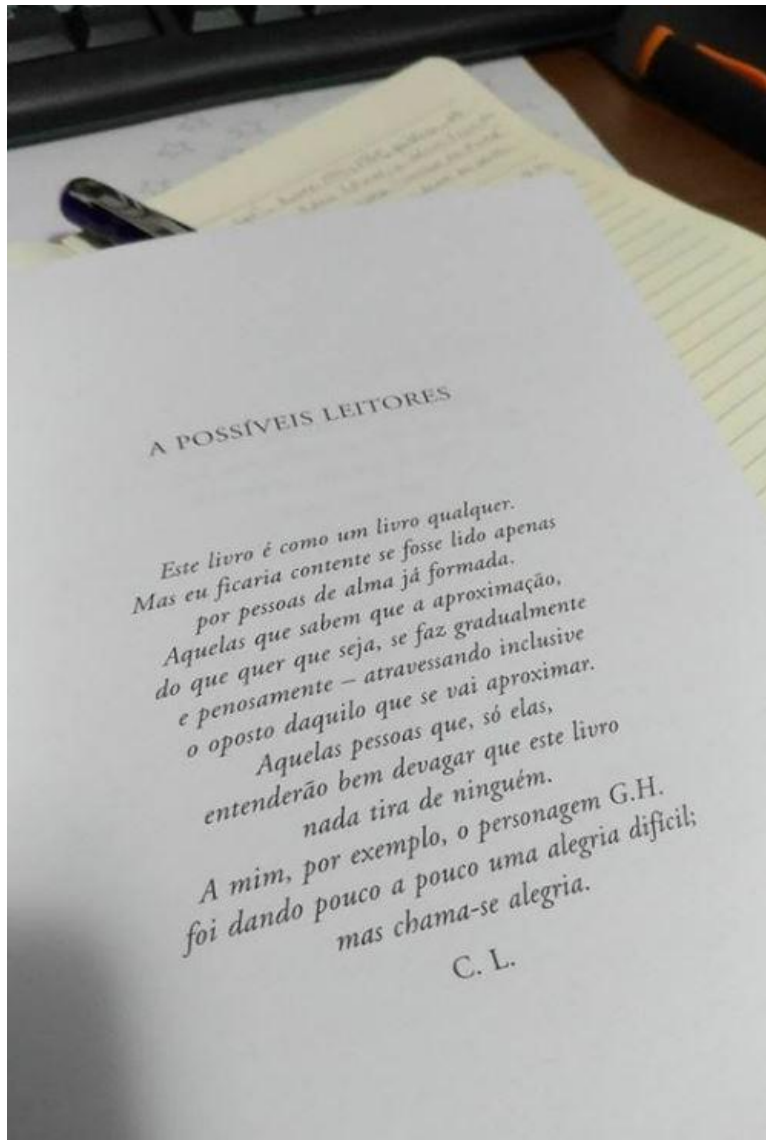 A POSSÍVEIS LEITORES
Este livro é como um livro qualquer.
Mas eu ficaria contente se fosse lido apenas
por pessoas de alma já formada.
Aquelas que sabem que a aproximação,
do que quer que seja, se faz gradualmente
e penosamente – atravessando inclusive
o oposto daquilo que se vai aproximar.
Aquelas pessoas que, só elas,
entenderão bem devagar que este livro
nada tira de ninguém.
A mim, por exemplo, o personagem G.H.
foi dando pouco a pouco uma alegria difícil;
mas chama-se alegria.
C. L.